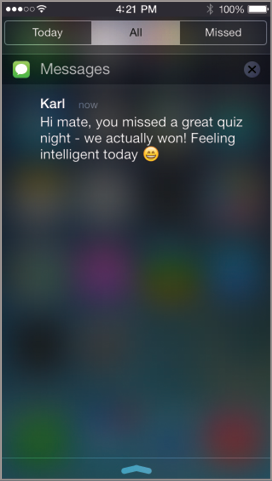 4:21 PM 100%
Today All Missed
Messages
Karl now
Hi mate, you missed a great quiz
night - we actually won! Feeling
intelligent today 😄